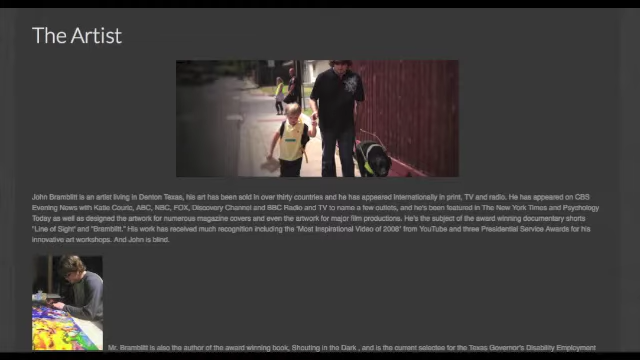 The Artist
John Bramblitt is an artist living in Denton Texas, his art has been sold in over thirty countries and he has appeared internationally in print, TV and radio. He has appeared on CBS
Evening News with Katie Couric, ABC, NBC, FOX, Discovery Channel and BBC Radio and TV to name a few outlets, and he's been featured in The New York Times and Psychology
Today as well as designed the artwork for numerous magazine covers and even the artwork for major film productions. He's the subject of the award winning documentary shorts
"Line of Sight" and "Bramblitt." His work has received much recognition including the 'Most Inspirational Video of 2008' from YouTube and three Presidential Service Awards for his
innovative art workshops. And John is blind.
Mr. Bramblitt is also the author of the award winning book, Shouting in the Dark , and is the current selectee for the Texas Governor's Disability Employment